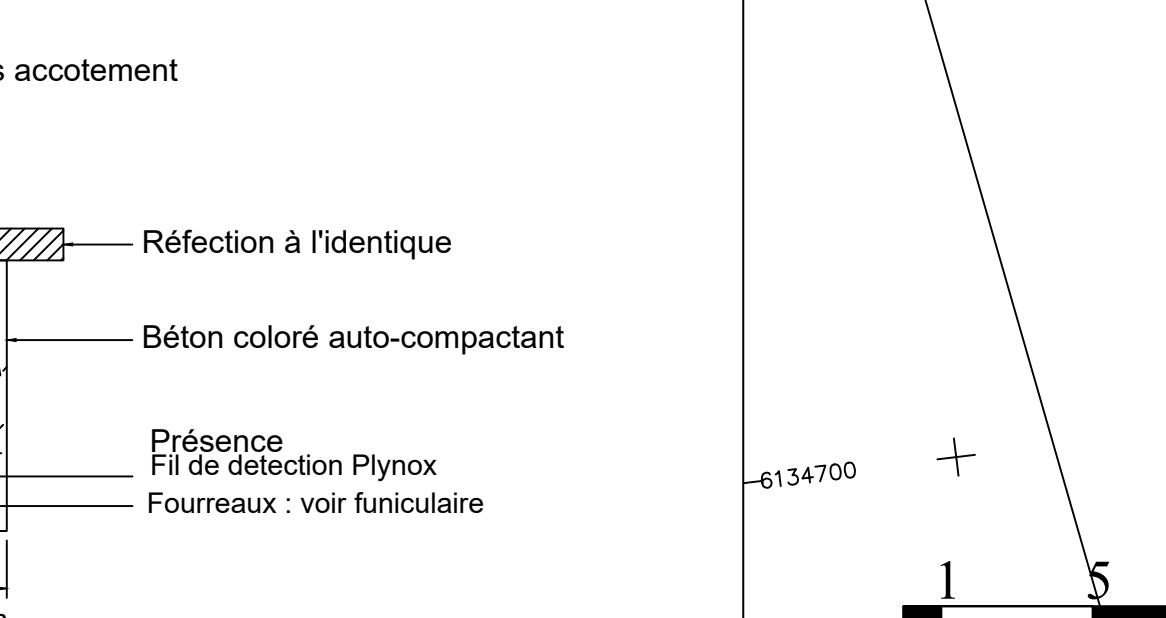 accotement
Réfection à l'identique
Béton coloré auto-compactant
Présence
Fil de detection Plynox
Fourreaux : voir funiculaire
6134700
1 5